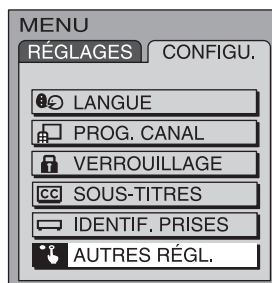 MENU
RÉGLAGES CONFIGU.
LANGUE
PROG. CANAL
VERROUILLAGE
CC SOUS-TITRES
IDENTIF. PRISES
AUTRES RÉGL.